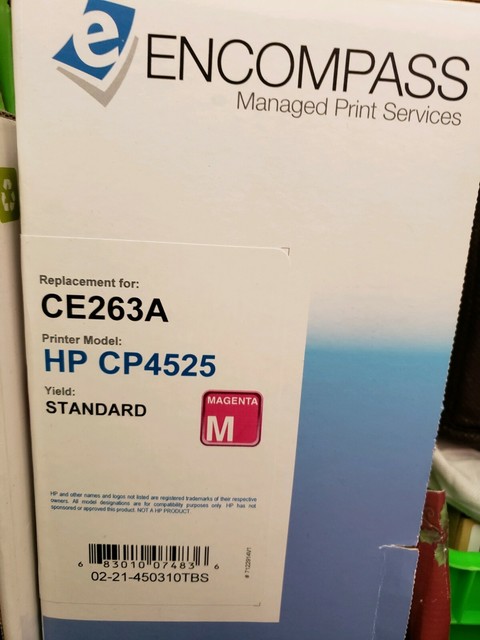 e
ENCOMPASS
Managed Print Services
Replacement for:
CE263A
Printer Model:
HP CP4525
Yield:
STANDARD
MAGENTA
M
HP and other names and logos not listed are registered trademarks of their respective
owners. All model designations are for compatibility purposes only. HP has not
sponsored or approved this product. NOT A HP PRODUCT.
6 83010 07483 6
02-21-450310TBS